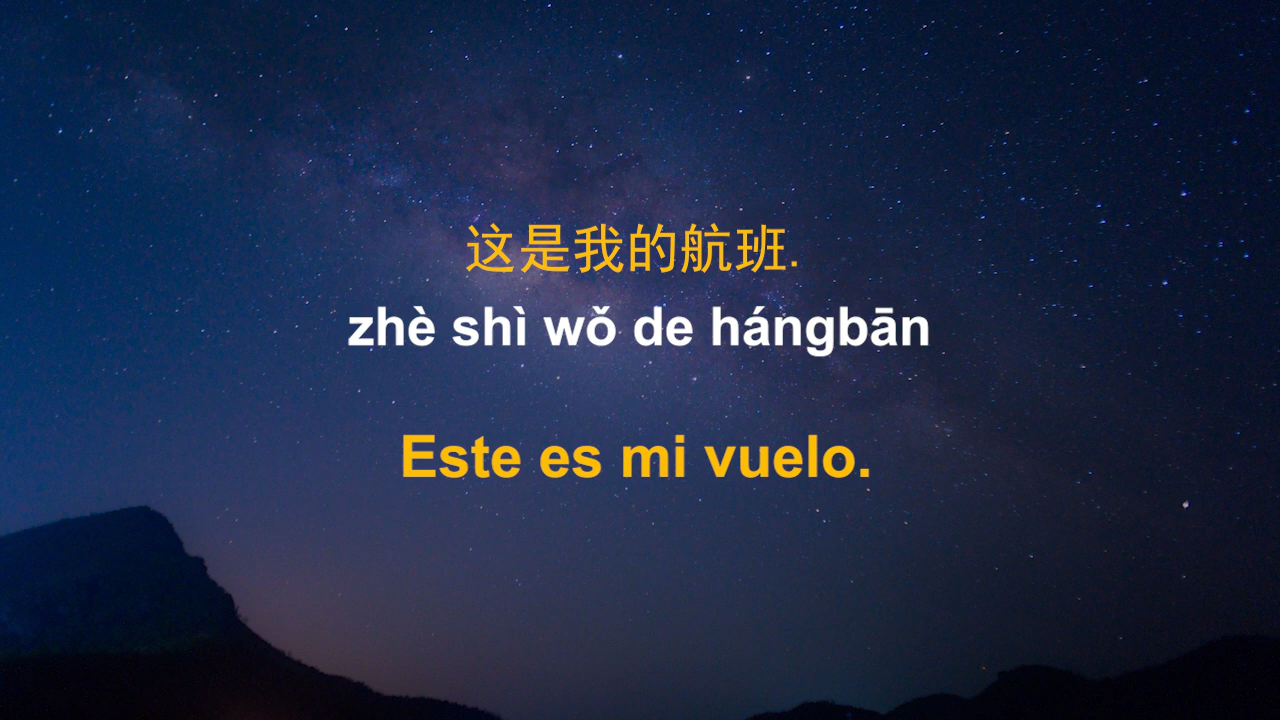 这是我的航班.
zhè shì wǒ de hángbān
Este es mi vuelo.